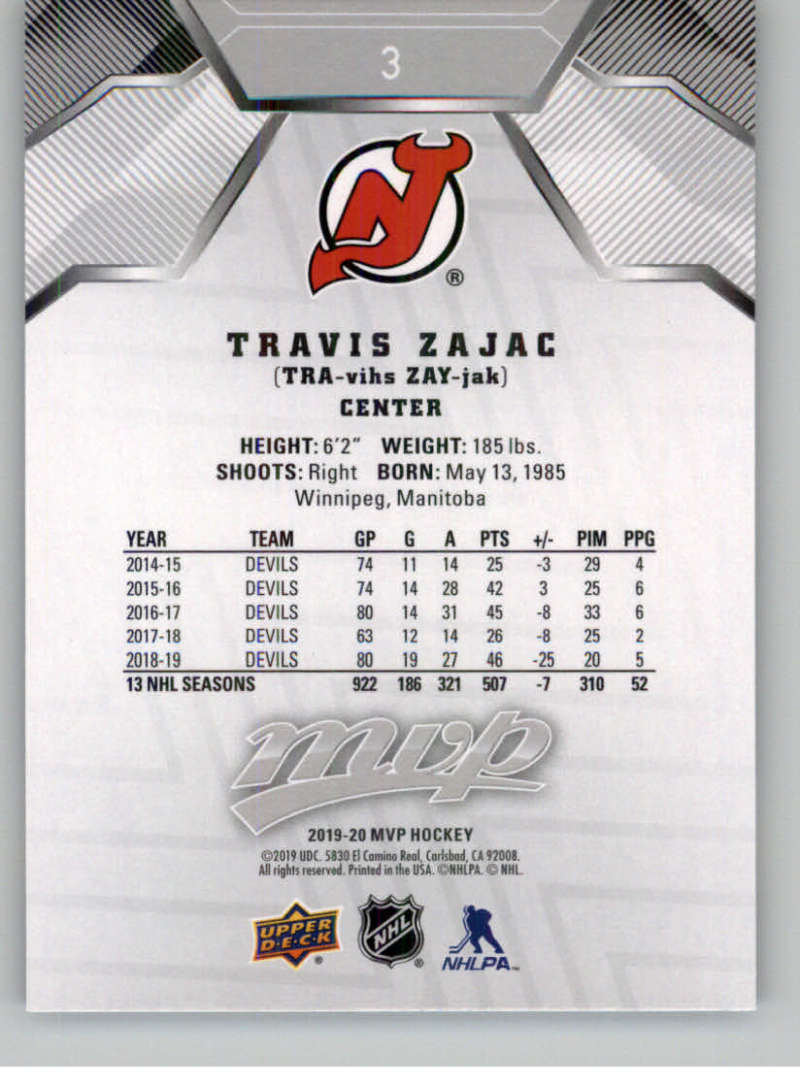 3
®
TRAVIS ZAJAC
(TRA-vihs ZAY-jak)
CENTER
HEIGHT: 6'2" WEIGHT: 185 lbs.
SHOOTS: Right BORN: May 13, 1985
Winnipeg, Manitoba
YEAR TEAM GP G A PTS +/- PIM PPG
2014-15 DEVILS 74 11 14 25 -3 29 4
2015-16 DEVILS 74 14 28 42 3 25 6
2016-17 DEVILS 80 14 31 45 -8 33 6
2017-18 DEVILS 63 12 14 26 -8 25 2
2018-19 DEVILS 80 19 27 46 -25 20 5
13 NHL SEASONS 922 186 321 507 -7 310 52
mvp
2019-20 MVP HOCKEY
©2019 UDC. 5830 El Camino Real, Carlsbad, CA 92008.
All rights reserved. Printed in the USA. ©NHLPA. © NHL.
UPPER D·E·C·K ® NHL ® NHLPA™